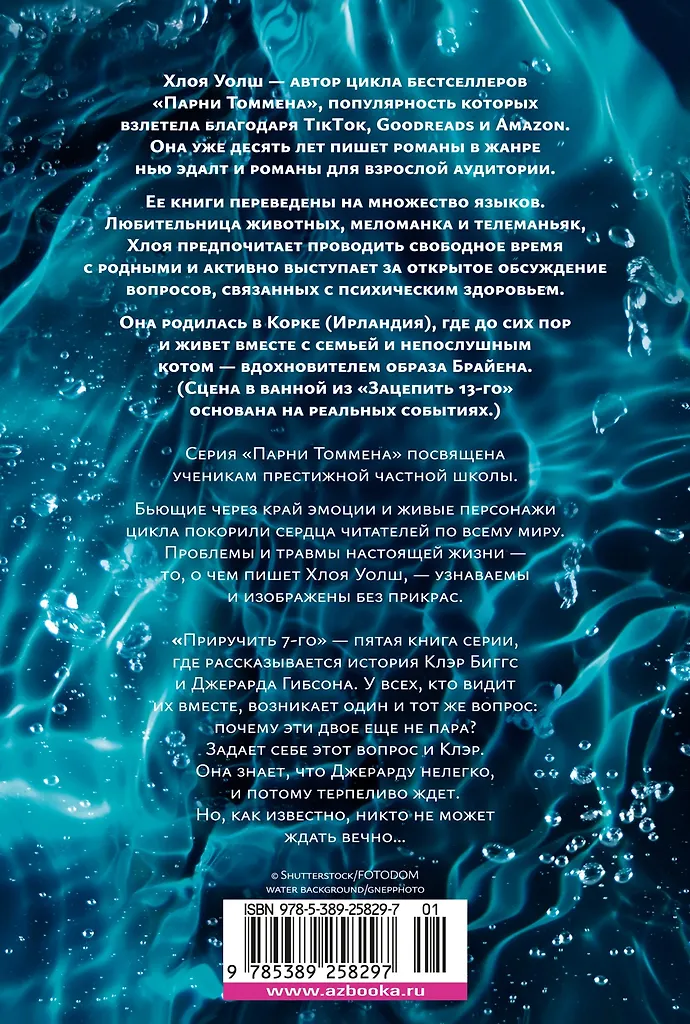 Хлоя Уолш — автор цикла бестселлеров
«Парни Томмена», популярность которых
взлетела благодаря TikTok, Goodreads и Amazon.
Она уже десять лет пишет романы в жанре
нью эдалт и романы для взрослой аудитории.
Ее книги переведены на множество языков.
Любительница животных, меломанка и телеманьяк,
Хлоя предпочитает проводить свободное время
с родными и активно выступает за открытое обсуждение
вопросов, связанных с психическим здоровьем.
Она родилась в Корке (Ирландия), где до сих пор
и живет вместе с семьей и непослушным
котом — вдохновителем образа Брайена.
(Сцена в ванной из «Зацепить 13-го»
основана на реальных событиях.)
Серия «Парни Томмена» посвящена
ученикам престижной частной школы.
Бьющие через край эмоции и живые персонажи
цикла покорили сердца читателей по всему миру.
Проблемы и травмы настоящей жизни —
то, о чем пишет Хлоя Уолш, — узнаваемы
и изображены без прикрас.
«Приручить 7-го» — пятая книга серии,
где рассказывается история Клэр Биггс
и Джерарда Гибсона. У всех, кто видит
их вместе, возникает один и тот же вопрос:
почему эти двое еще не пара?
Задает себе этот вопрос и Клэр.
Она знает, что Джерарду нелегко,
и потому терпеливо ждет.
Но, как известно, никто не может
ждать вечно...
© Shutterstock/FOTODOM
water background/gnepphoto
ISBN 978-5-389-25829-7 01
9 785389 258297
www.azbooka.ru